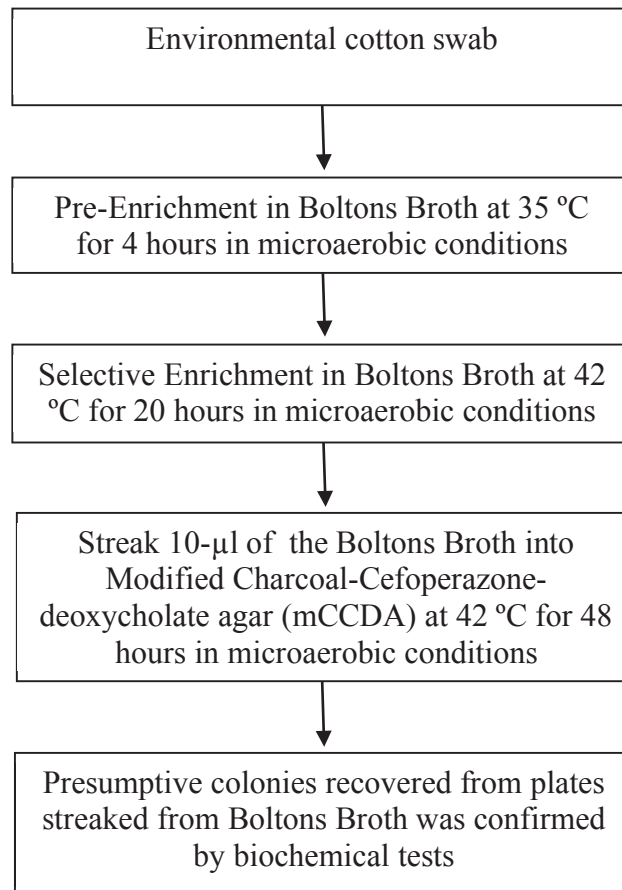 Environmental cotton swab
Pre-Enrichment in Boltons Broth at 35 ºC
for 4 hours in microaerobic conditions
Selective Enrichment in Boltons Broth at 42
ºC for 20 hours in microaerobic conditions
Streak 10-µl of the Boltons Broth into
Modified Charcoal-Cefoperazone-
deoxycholate agar (mCCDA) at 42 ºC for 48
hours in microaerobic conditions
Presumptive colonies recovered from plates
streaked from Boltons Broth was confirmed
by biochemical tests